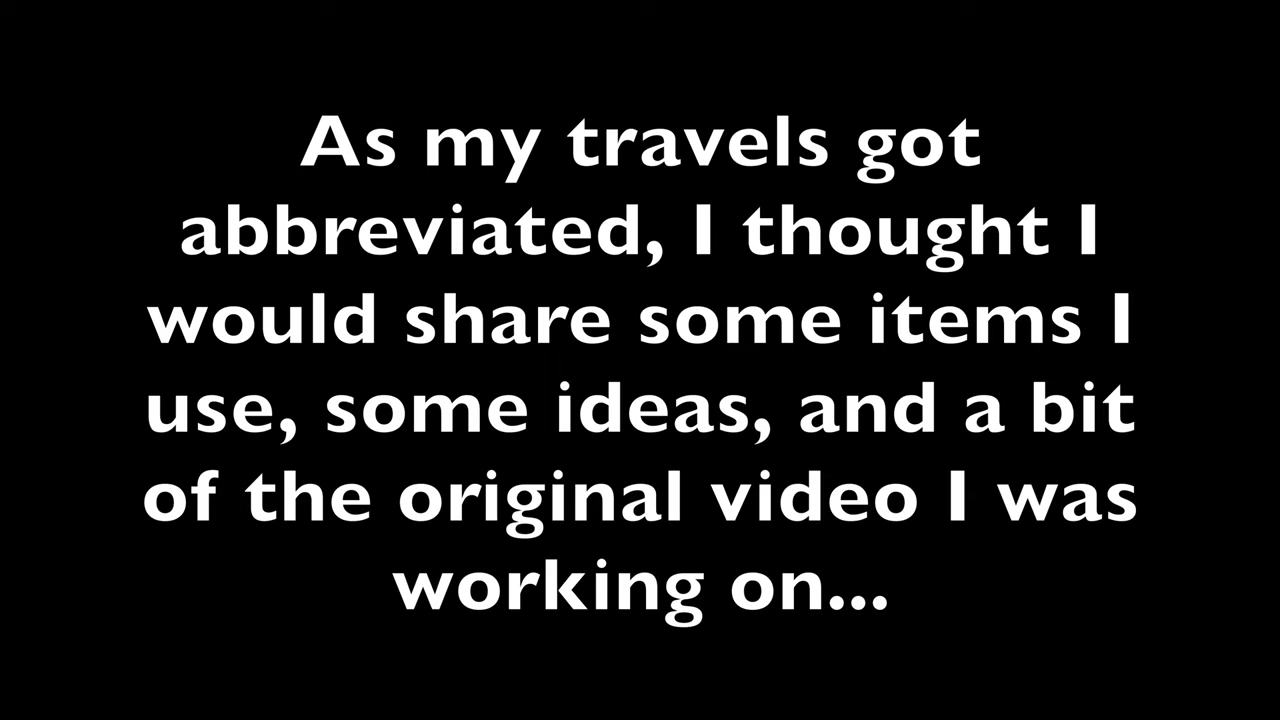 As my travels got
abbreviated, I thought I
would share some items I
use, some ideas, and a bit
of the original video I was
working on...